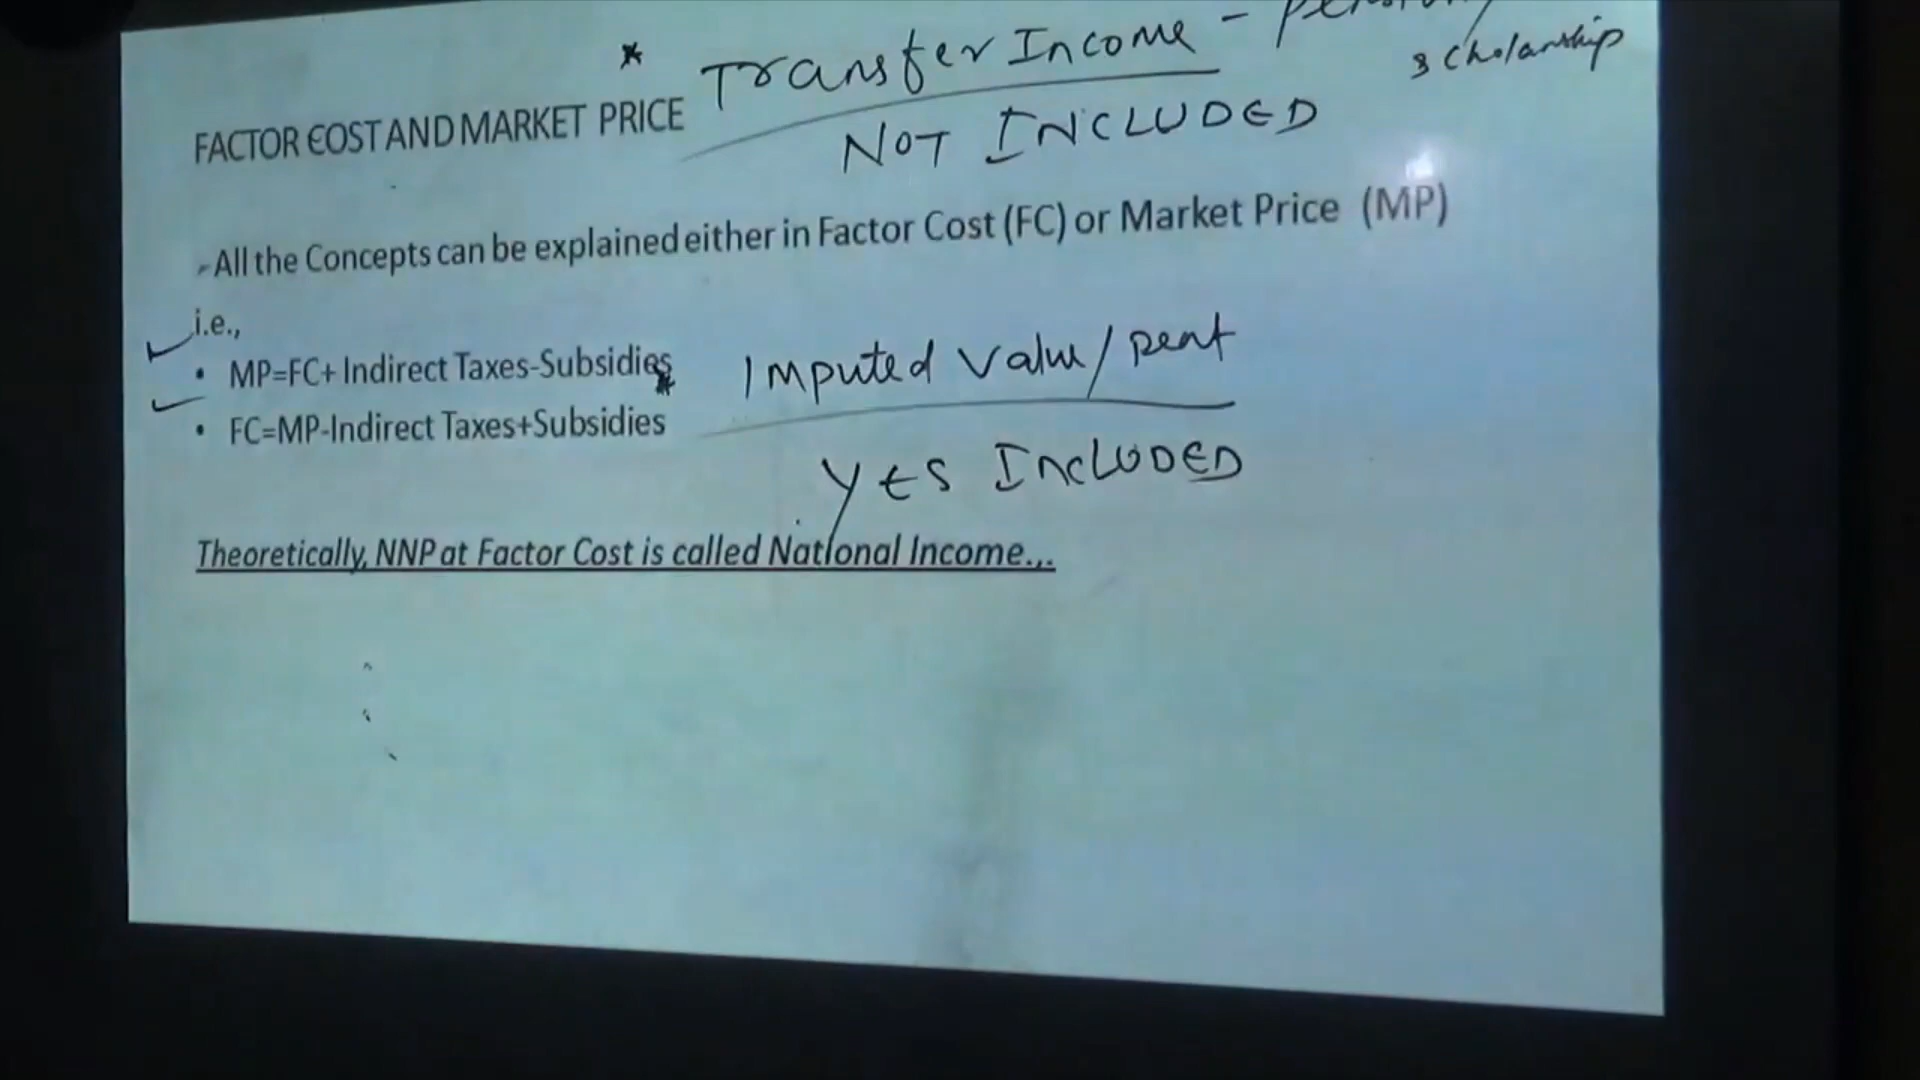 * Transfer Income -
scholarship
FACTOR COST AND MARKET PRICE
NOT INCLUDED
All the Concepts can be explained either in Factor Cost (FC) or Market Price (MP)
i.e.,
• MP=FC+ Indirect Taxes-Subsidies
* Imputed value/rent
• FC=MP-Indirect Taxes+Subsidies
YES INCLUDED
Theoretically, NNP at Factor Cost is called National Income...